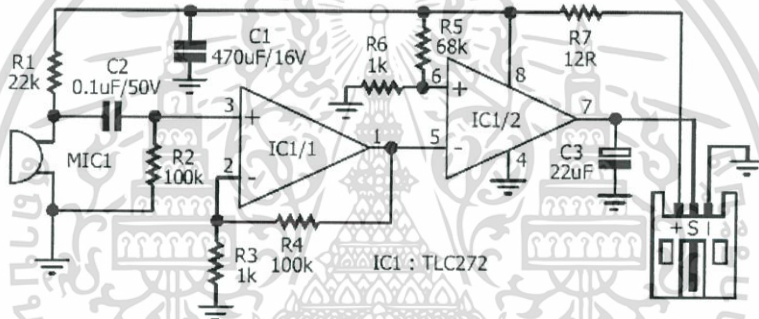 R1
22k
C2
0.1uF/50V
C1
470uF/16V
MIC1
R2
100k
3
+
2
-
IC1/1
1
R3
1k
R4
100k
R6
1k
R5
68k
6
+
5
-
IC1/2
8
4
7
R7
12R
C3
22uF
+ S -
IC1 : TLC272